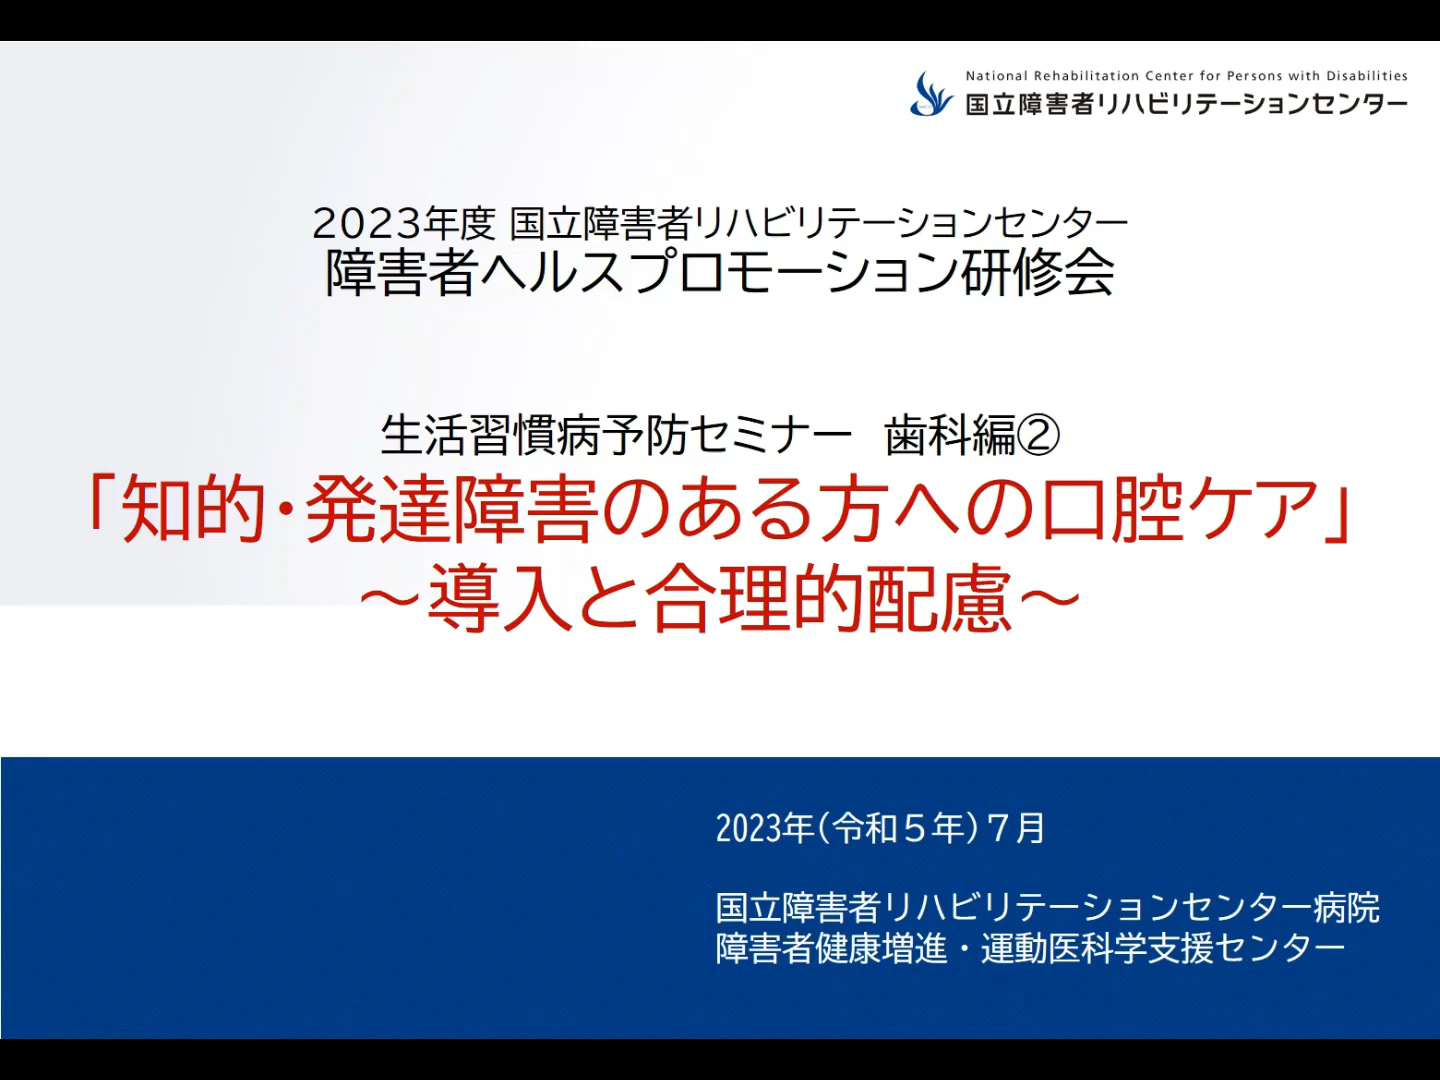 National Rehabilitation Center for Persons with Disabilities
国立障害者リハビリテーションセンター
2023年度 国立障害者リハビリテーションセンター
障害者ヘルスプロモーション研修会
生活習慣病予防セミナー　歯科編②
「知的・発達障害のある方への口腔ケア」
～導入と合理的配慮～
2023年(令和５年)７月
国立障害者リハビリテーションセンター病院
障害者健康増進・運動医科学支援センター